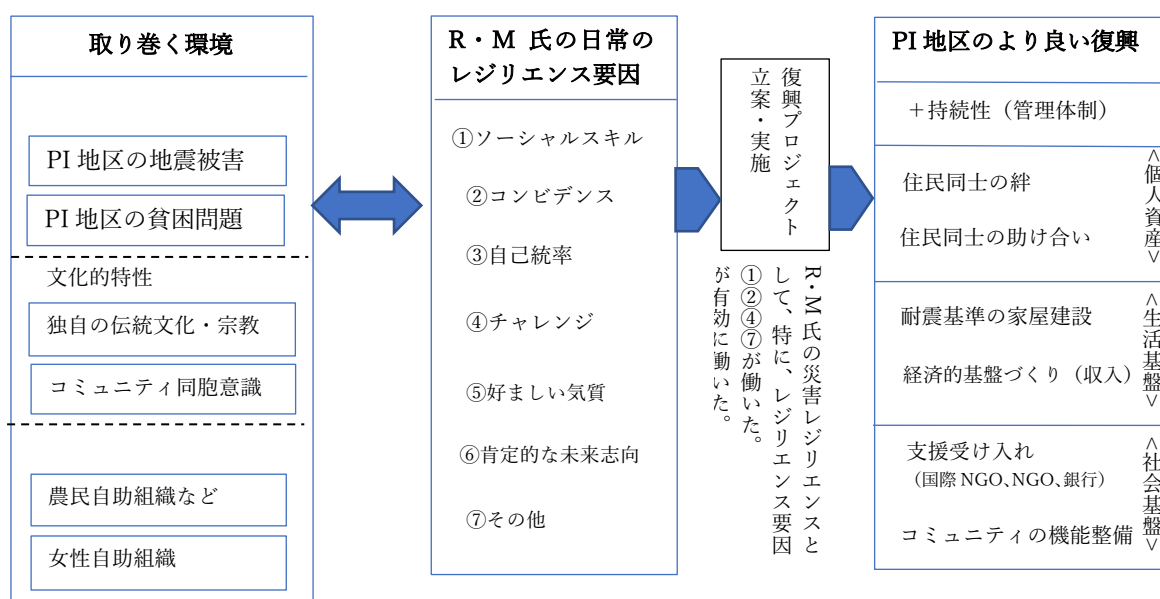 取り巻く環境
PI 地区の地震被害
PI 地区の貧困問題
文化的特性
独自の伝統文化・宗教
コミュニティ同胞意識
農民自助組織など
女性自助組織
R・M 氏の日常の
レジリエンス要因
①ソーシャルスキル
②コンビデンス
③自己統率
④チャレンジ
⑤好ましい気質
⑥肯定的な未来志向
⑦その他
復興プロジェクト
立案・実施
R・M 氏の災害レジリエンスと
して、特に、レジリエンス要因
①②④⑦が働いた。
が有効に働いた。
PI 地区のより良い復興
＋持続性（管理体制）
住民同士の絆
住民同士の助け合い
<個人資産>
耐震基準の家屋建設
経済的基盤づくり（収入）
<生活基盤>
支援受け入れ
（国際 NGO、NGO、銀行）
コミュニティの機能整備
<社会基盤>